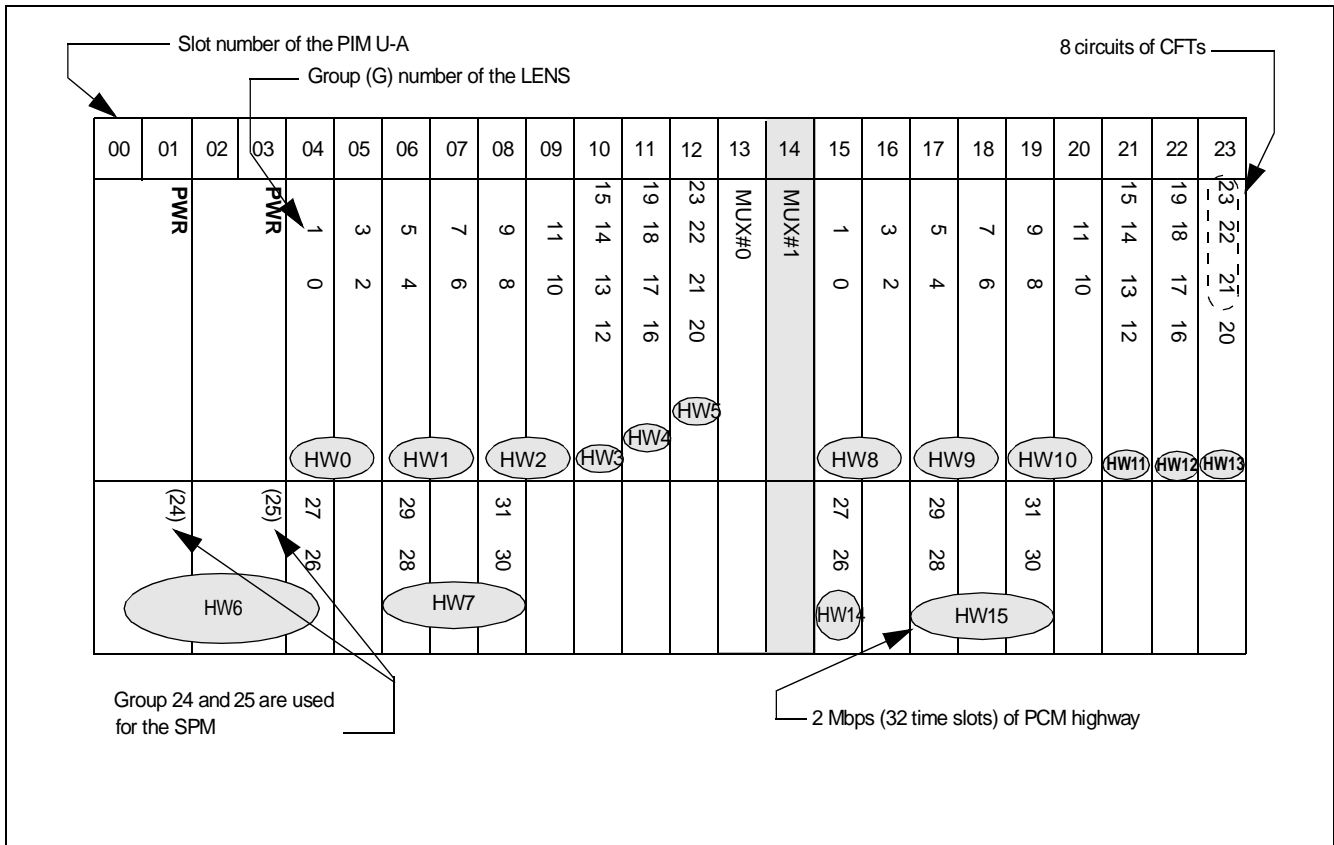 Slot number of the PIM U-A
8 circuits of CFTs
Group (G) number of the LENS
00 01 02 03 04 05 06 07 08 09 10 11 12 13 14 15 16 17 18 19 20 21 22 23
PWR PWR 1 3 5 7 9 11 15 19 23 MUX#0 MUX#1 1 3 5 7 9 11 15 19 23
14 18 22 14 18 22
0 2 4 6 8 10 13 17 21 0 2 4 6 8 10 13 17 21
12 16 20 12 16 20
HW0 HW1 HW2 HW3 HW4 HW5 HW8 HW9 HW10 HW11 HW12 HW13
(24) (25) 27 29 31 27 29 31
26 28 30 26 28 30
HW6 HW7 HW14 HW15
Group 24 and 25 are used
for the SPM
2 Mbps (32 time slots) of PCM highway